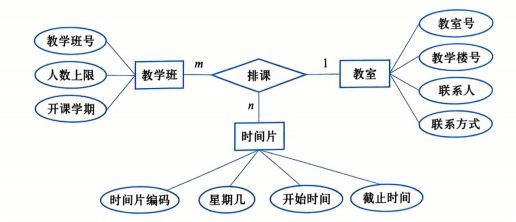 教学班号
人数上限
开课学期
教学班
m
排课
1
教室
教室号
教学楼号
联系人
联系方式
n
时间片
时间片编码
星期几
开始时间
截止时间